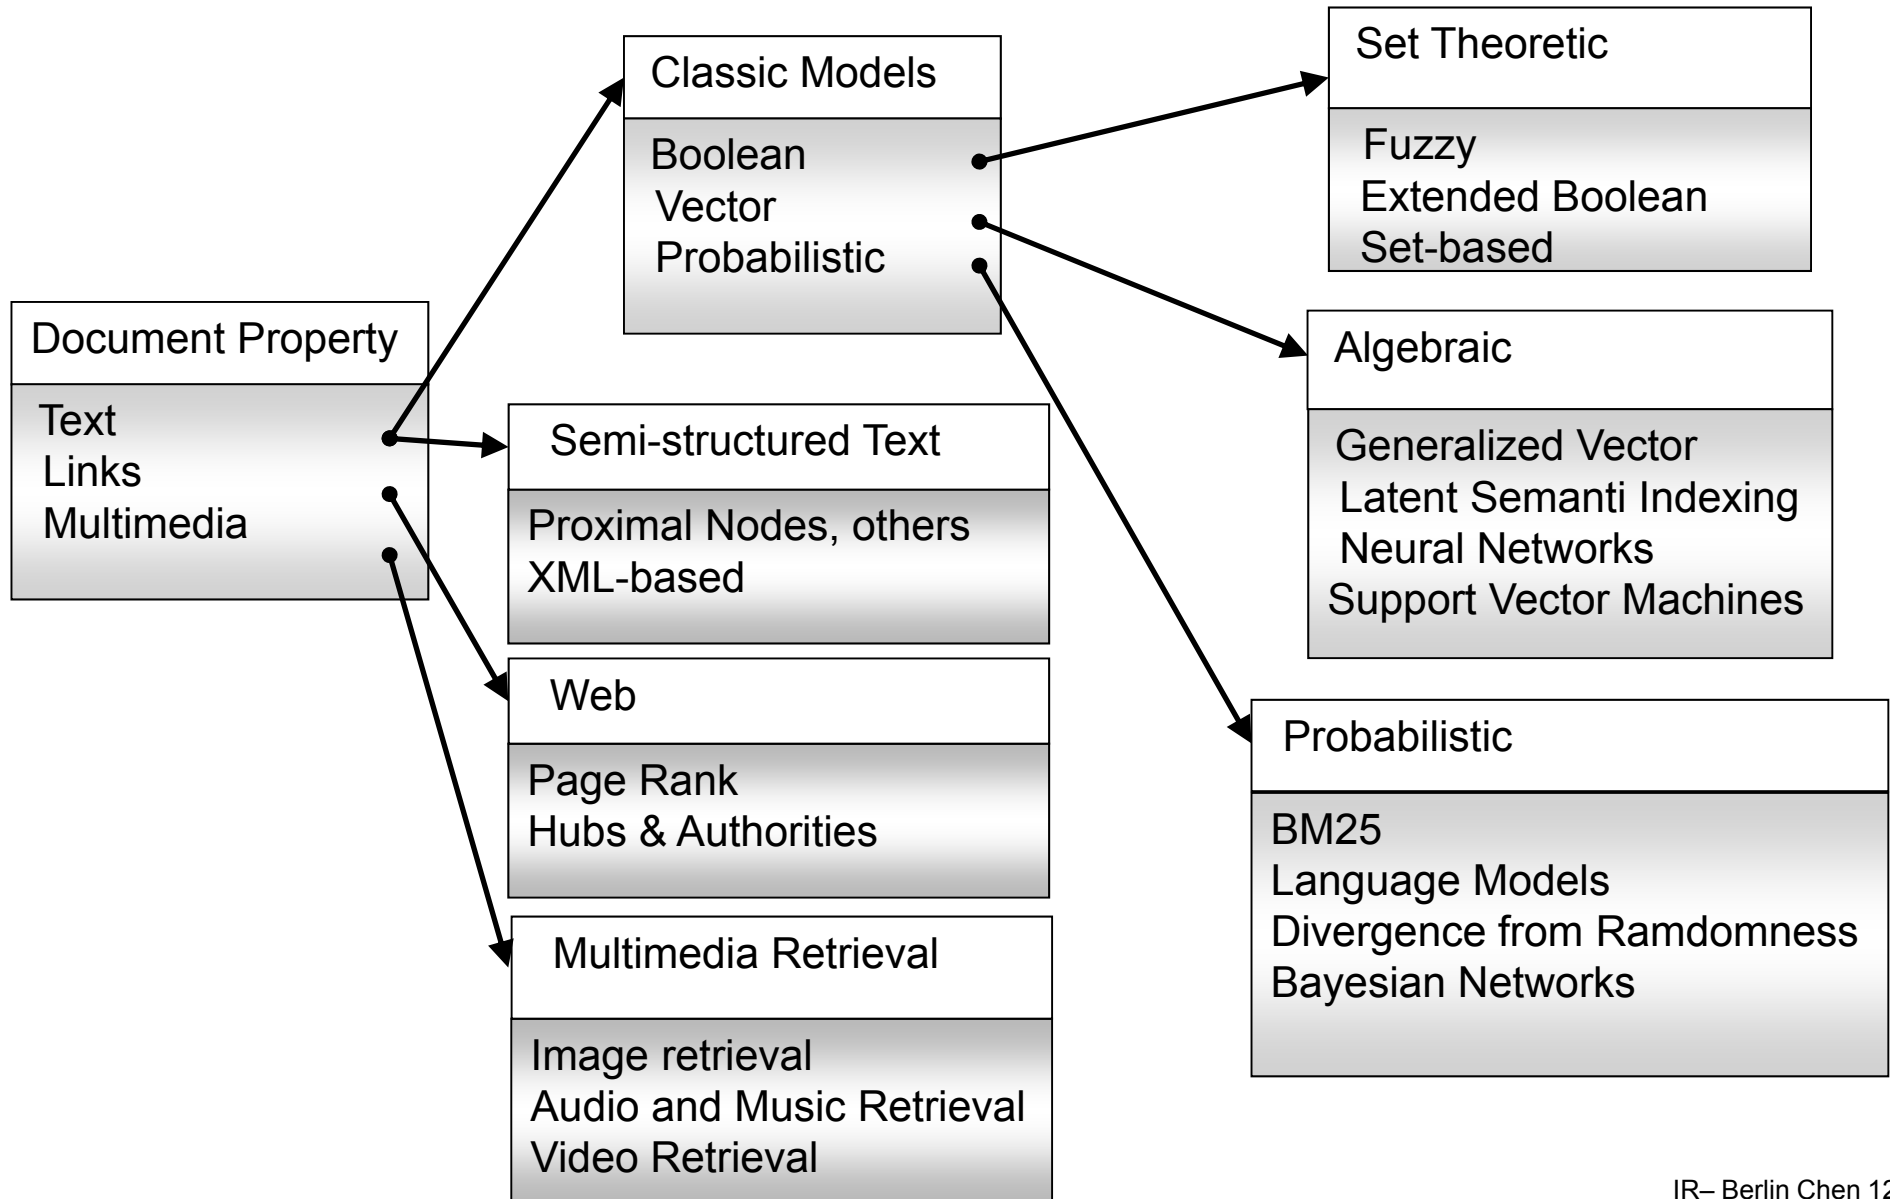 Document Property
Text
Links
Multimedia
Classic Models
Boolean
Vector
Probabilistic
Semi-structured Text
Proximal Nodes, others
XML-based
Web
Page Rank
Hubs & Authorities
Multimedia Retrieval
Image retrieval
Audio and Music Retrieval
Video Retrieval
Set Theoretic
Fuzzy
Extended Boolean
Set-based
Algebraic
Generalized Vector
Latent Semanti Indexing
Neural Networks
Support Vector Machines
Probabilistic
BM25
Language Models
Divergence from Ramdomness
Bayesian Networks
IR– Berlin Chen 12